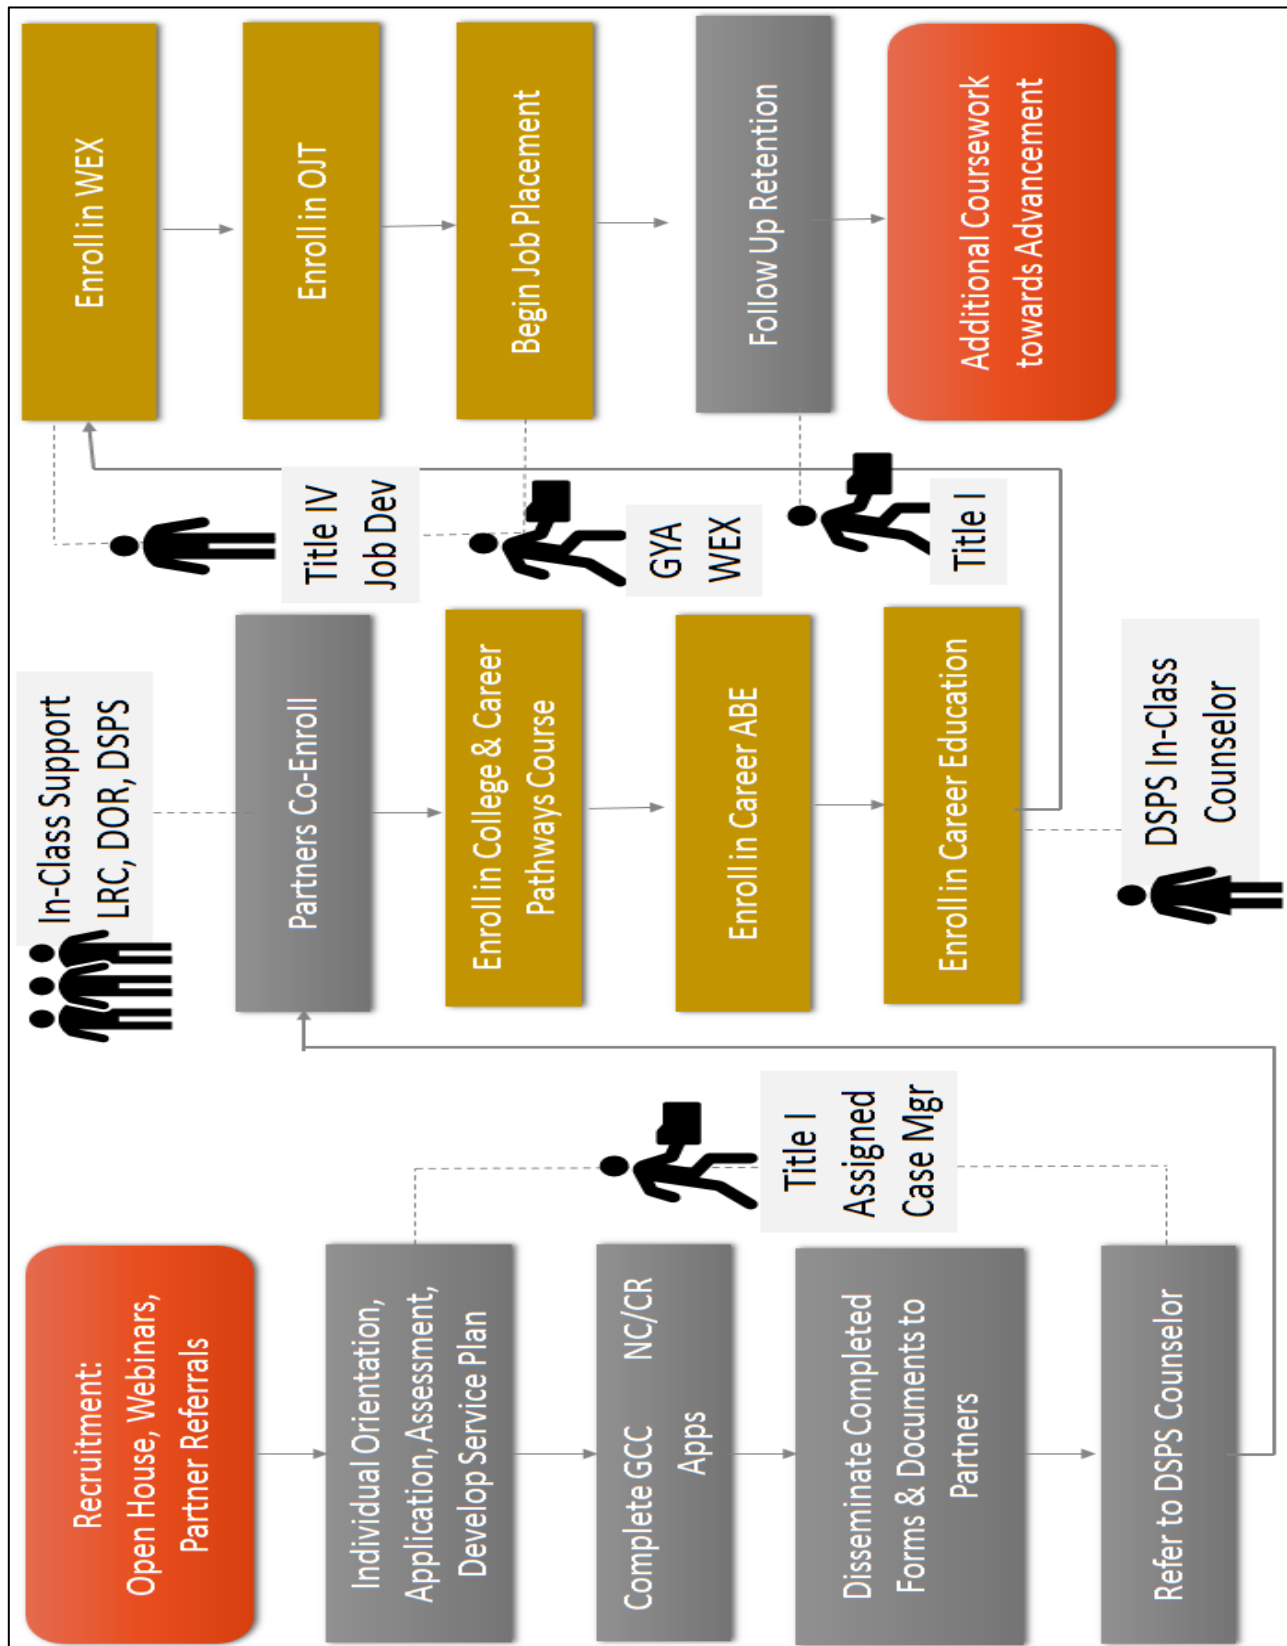 Recruitment:
Open House, Webinars,
Partner Referrals
Individual Orientation,
Application, Assessment,
Develop Service Plan
Complete GCC NC/CR
Apps
Disseminate Completed
Forms & Documents to
Partners
Refer to DSPS Counselor
Title I
Assigned
Case Mgr
In-Class Support
LRC, DOR, DSPS
Partners Co-Enroll
Enroll in College & Career
Pathways Course
Enroll in Career ABE
Enroll in Career Education
DSPS In-Class
Counselor
Enroll in WEX
Enroll in OJT
Begin Job Placement
Follow Up Retention
Additional Coursework
towards Advancement
Title IV
Job Dev
GYA
WEX
Title I